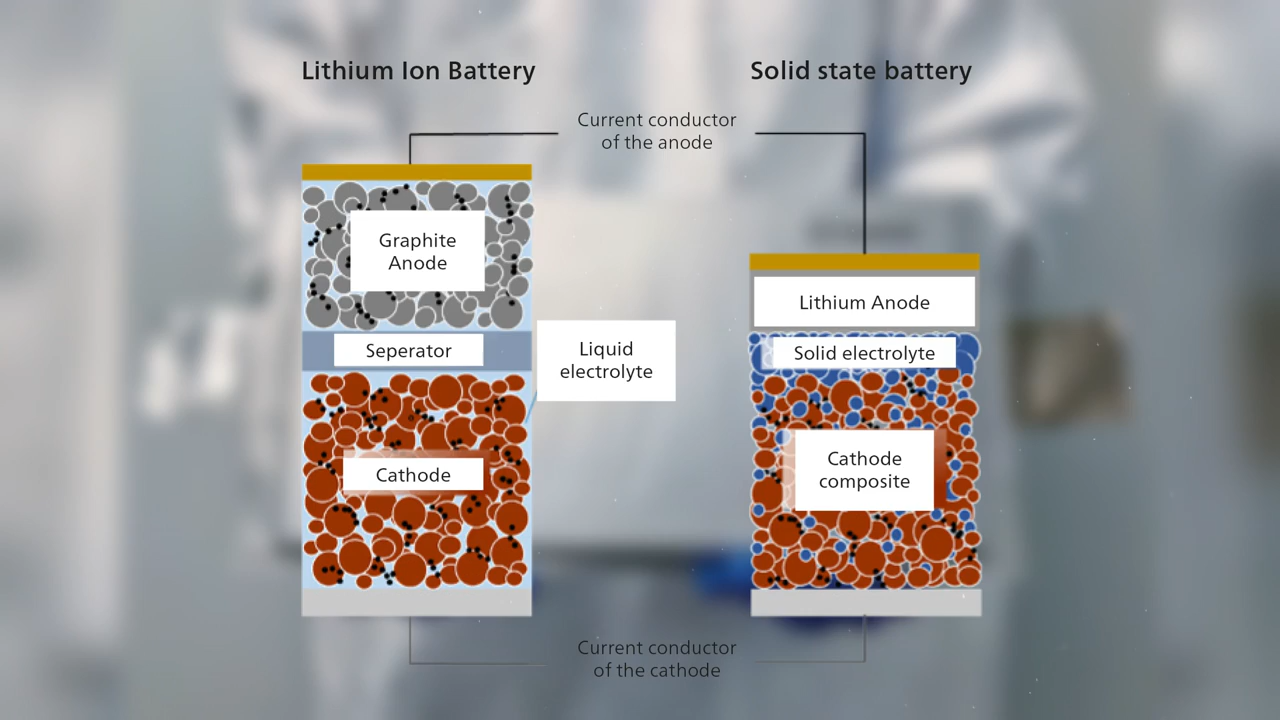 Lithium Ion Battery
Solid state battery
Current conductor
of the anode
Graphite
Anode
Lithium Anode
Seperator
Liquid
electrolyte
Solid electrolyte
Cathode
Cathode
composite
Current conductor
of the cathode